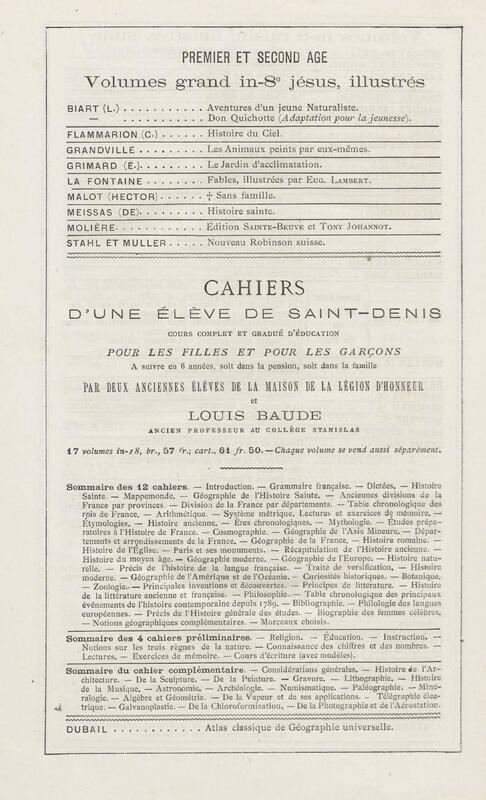 PREMIER ET SECOND AGE
Volumes grand in-8º jésus, illustrés
BIART (L.) . . . . . . . . . . . Aventures d'un jeune Naturaliste.
— . . . . . . . . . . . Don Quichotte (Adaptation pour la jeunesse).
FLAMMARION (C.) . . . . . . Histoire du Ciel.
GRANDVILLE . . . . . . . . Les Animaux peints par eux-mêmes.
GRIMARD (É.). . . . . . . . . Le Jardin d'acclimatation.
LA FONTAINE . . . . . . . . Fables, illustrées par EUG. LAMBERT.
MALOT (HECTOR) . . . . . . † Sans famille.
MEISSAS (DE). . . . . . . . . Histoire sainte.
MOLIÈRE. . . . . . . . . . . . Édition SAINTE-BEUVE et TONY JOHANNOT.
STAHL ET MULLER . . . . . Nouveau Robinson suisse.
CAHIERS
D'UNE ÉLÈVE DE SAINT-DENIS
COURS COMPLET ET GRADUÉ D'ÉDUCATION
POUR LES FILLES ET POUR LES GARÇONS
A suivre en 6 années, soit dans la pension, soit dans la famille
PAR DEUX ANCIENNES ÉLÈVES DE LA MAISON DE LA LÉGION D'HONNEUR
et
LOUIS BAUDE
ANCIEN PROFESSEUR AU COLLÈGE STANISLAS
17 volumes in-18, br., 57 fr.; cart., 61 fr. 50. — Chaque volume se vend aussi séparément.
Sommaire des 12 cahiers. — Introduction. — Grammaire française. — Dictées. — Histoire
Sainte. — Mappemonde. — Géographie de l'Histoire Sainte. — Anciennes divisions de la
France par provinces. — Division de la France par départements. — Table chronologique des
rois de France. — Arithmétique. — Système métrique. Lectures et exercices de mémoire. —
Étymologies. — Histoire ancienne. — Ères chronologiques. — Mythologie. — Études prépa-
ratoires à l'Histoire de France. — Cosmographie. — Géographie de l'Asie Mineure. — Dépar-
tements et arrondissements de la France. — Géographie de la France. — Histoire romaine. —
Histoire de l'Église. — Paris et ses monuments. — Récapitulation de l'Histoire ancienne. —
Histoire du moyen âge. — Géographie moderne. — Géographie de l'Europe. — Histoire natu-
relle. — Précis de l'histoire de la langue française. — Traité de versification. — Histoire
moderne. — Géographie de l'Amérique et de l'Océanie. — Curiosités historiques. — Botanique.
— Zoologie. — Principales inventions et découvertes. — Principes de littérature. — Histoire
de la littérature ancienne et française. — Philosophie. — Table chronologique des principaux
événements de l'histoire contemporaine depuis 1789. — Bibliographie. — Philologie des langues
européennes. — Précis de l'Histoire générale des études. — Biographie des femmes célèbres.
— Notions géographiques complémentaires. — Morceaux choisis.
Sommaire des 4 cahiers préliminaires. — Religion. — Éducation. — Instruction. —
Notions sur les trois règnes de la nature. — Connaissance des chiffres et des nombres. —
Lectures. — Exercices de mémoire. — Cours d'écriture (avec modèles).
Sommaire du cahier complémentaire. — Considérations générales. — Histoire de l'Ar-
chitecture. — De la Sculpture. — De la Peinture. — Gravure. — Lithographie. — Histoire
de la Musique. — Astronomie. — Archéologie. — Numismatique. — Paléographie. — Miné-
ralogie. — Algèbre et Géométrie. — De la Vapeur et de ses applications. — Télégraphie élec-
trique. — Galvanoplastie. — De la Chloroformisation. — De la Photographie et de l'Aérostation.
DUBAIL . . . . . . . . . . . . Atlas classique de Géographie universelle.